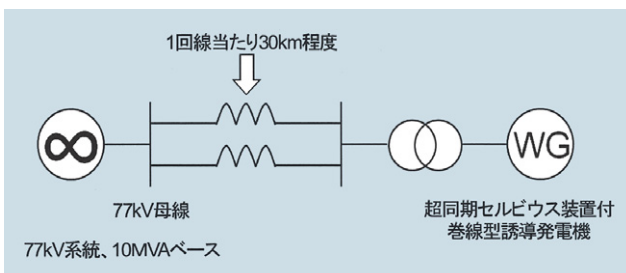 1回線当たり30km程度
∞
WG
77kV母線
超同期セルビウス装置付
巻線型誘導発電機
77kV系統、10MVAベース